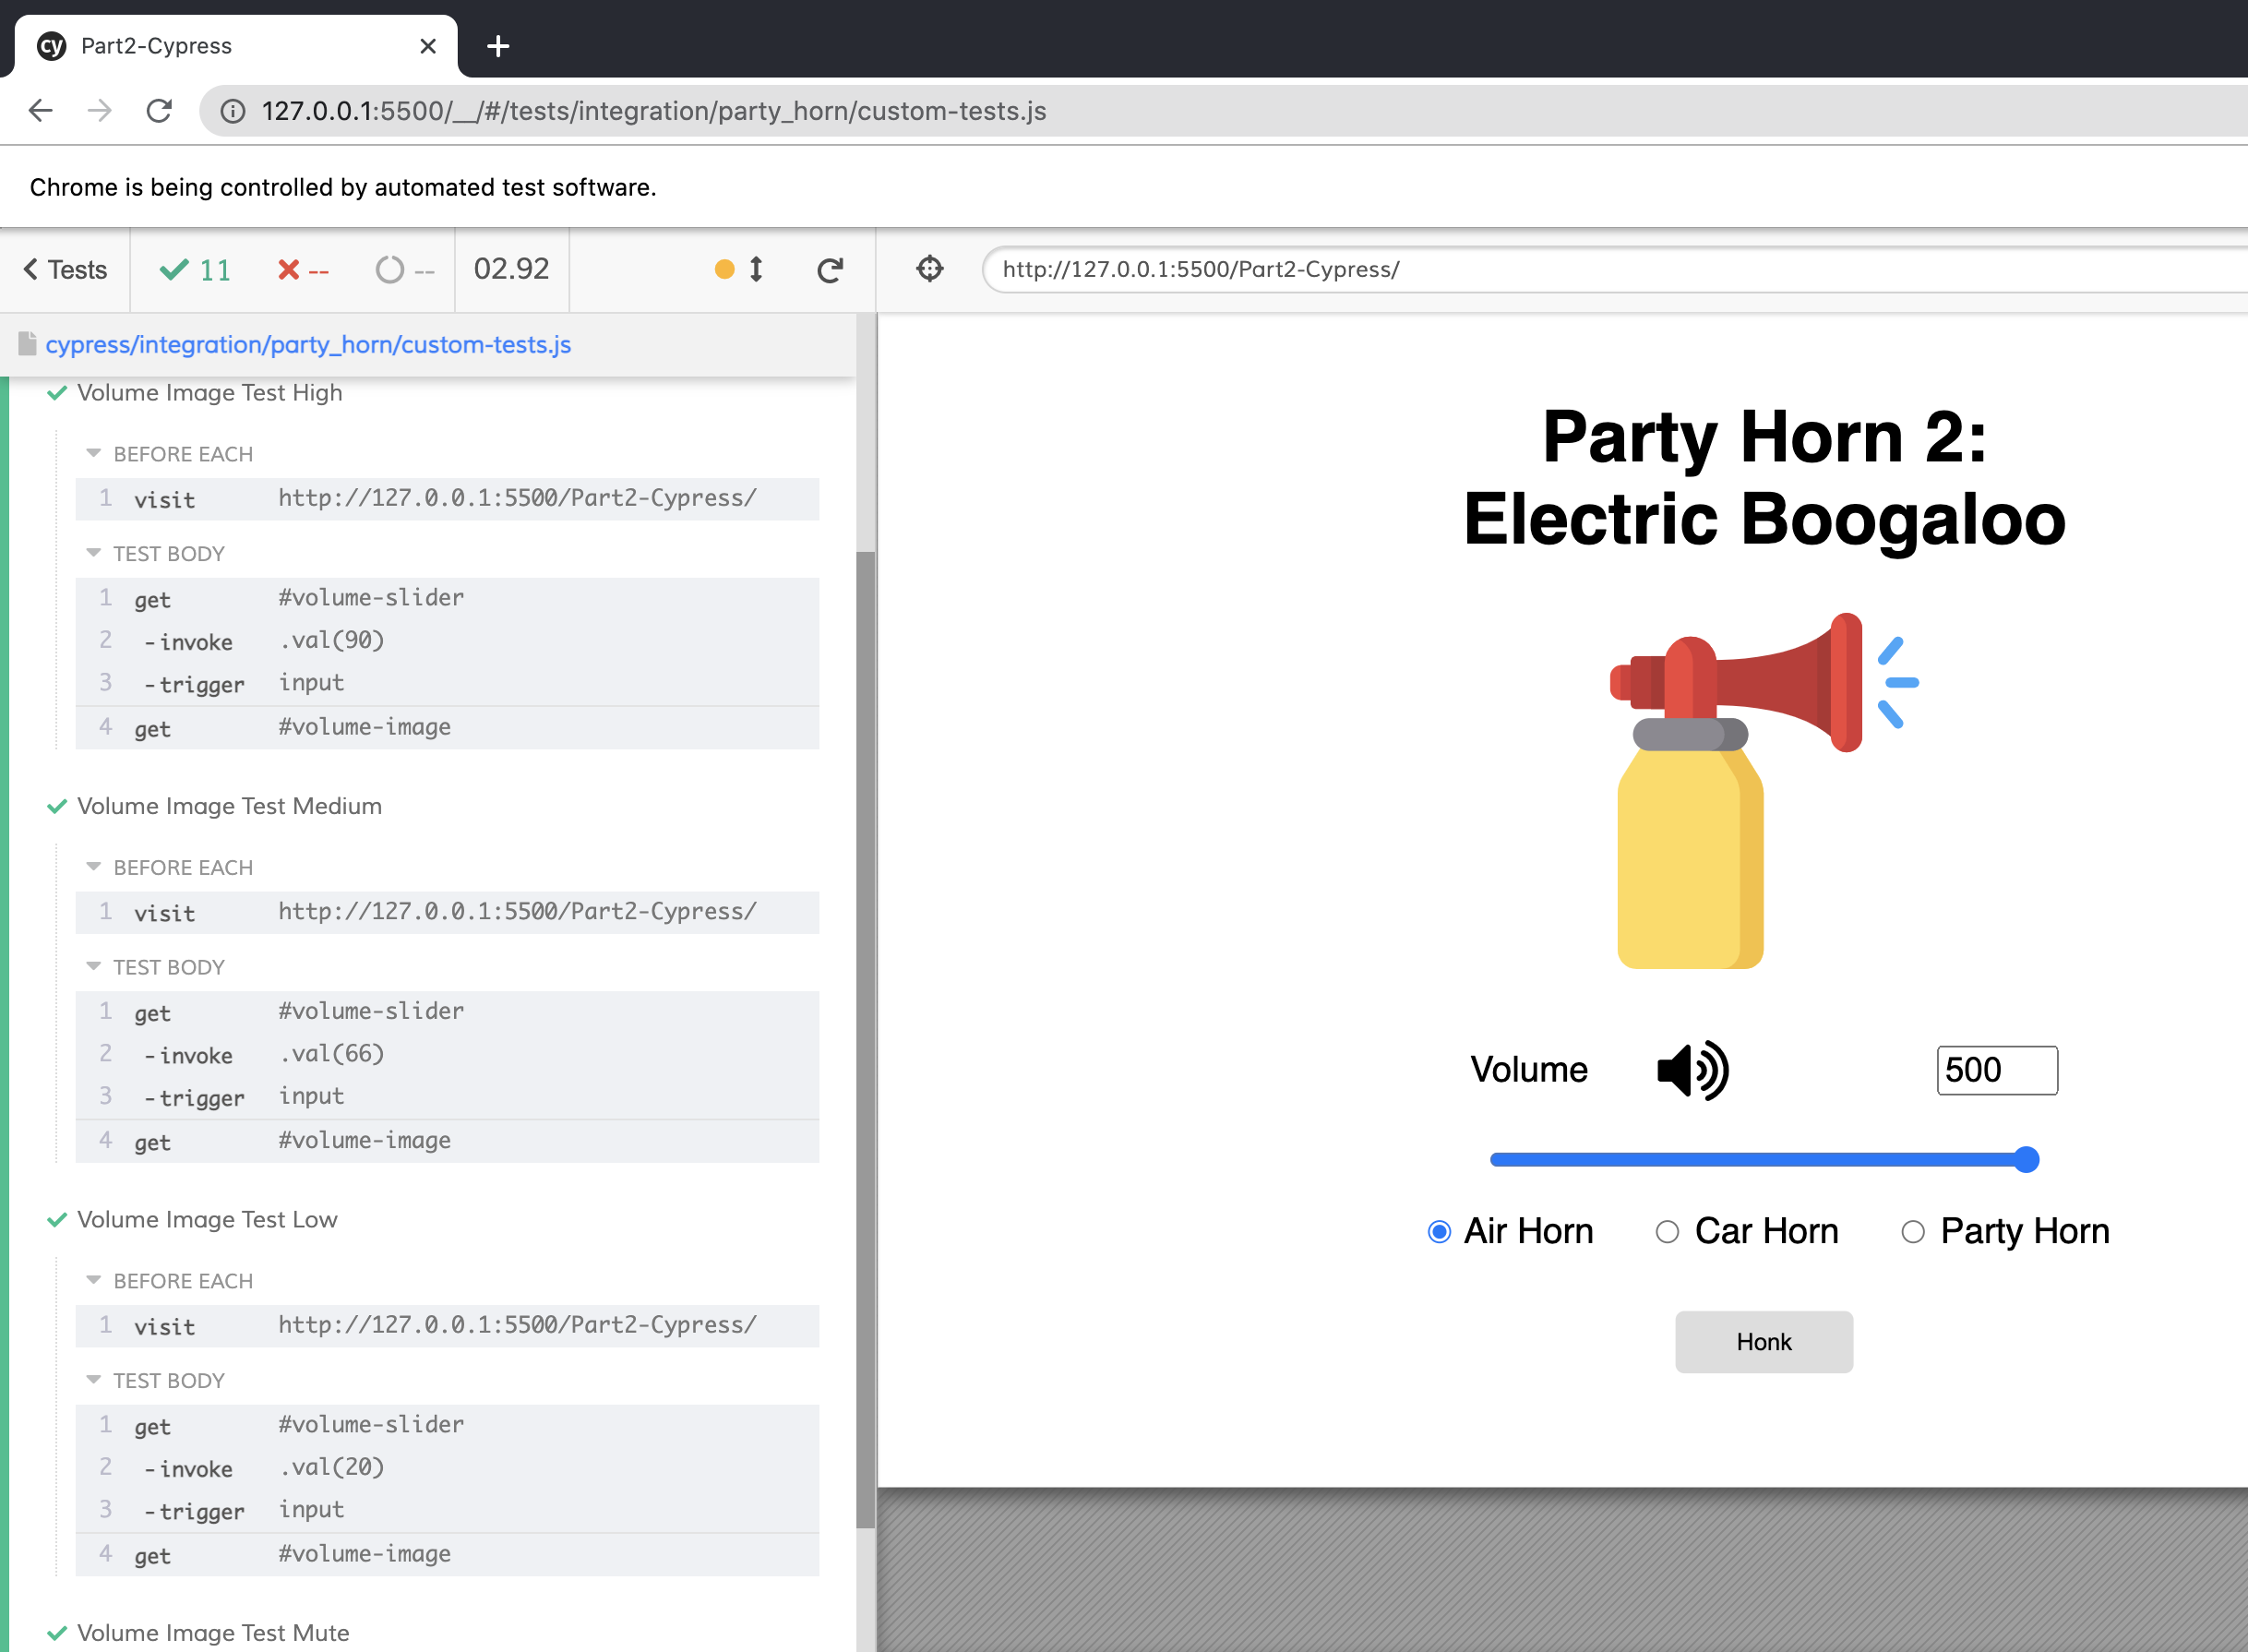 cy Part2-Cypress
127.0.0.1:5500/__/#/tests/integration/party_horn/custom-tests.js
Chrome is being controlled by automated test software.
Tests 11 -- -- 02.92
http://127.0.0.1:5500/Part2-Cypress/
cypress/integration/party_horn/custom-tests.js
Volume Image Test High
BEFORE EACH
1 visit http://127.0.0.1:5500/Part2-Cypress/
TEST BODY
1 get #volume-slider
2 -invoke .val(90)
3 -trigger input
4 get #volume-image
Volume Image Test Medium
BEFORE EACH
1 visit http://127.0.0.1:5500/Part2-Cypress/
TEST BODY
1 get #volume-slider
2 -invoke .val(66)
3 -trigger input
4 get #volume-image
Volume Image Test Low
BEFORE EACH
1 visit http://127.0.0.1:5500/Part2-Cypress/
TEST BODY
1 get #volume-slider
2 -invoke .val(20)
3 -trigger input
4 get #volume-image
Volume Image Test Mute
Party Horn 2:
Electric Boogaloo
Volume 500
Air Horn Car Horn Party Horn
Honk